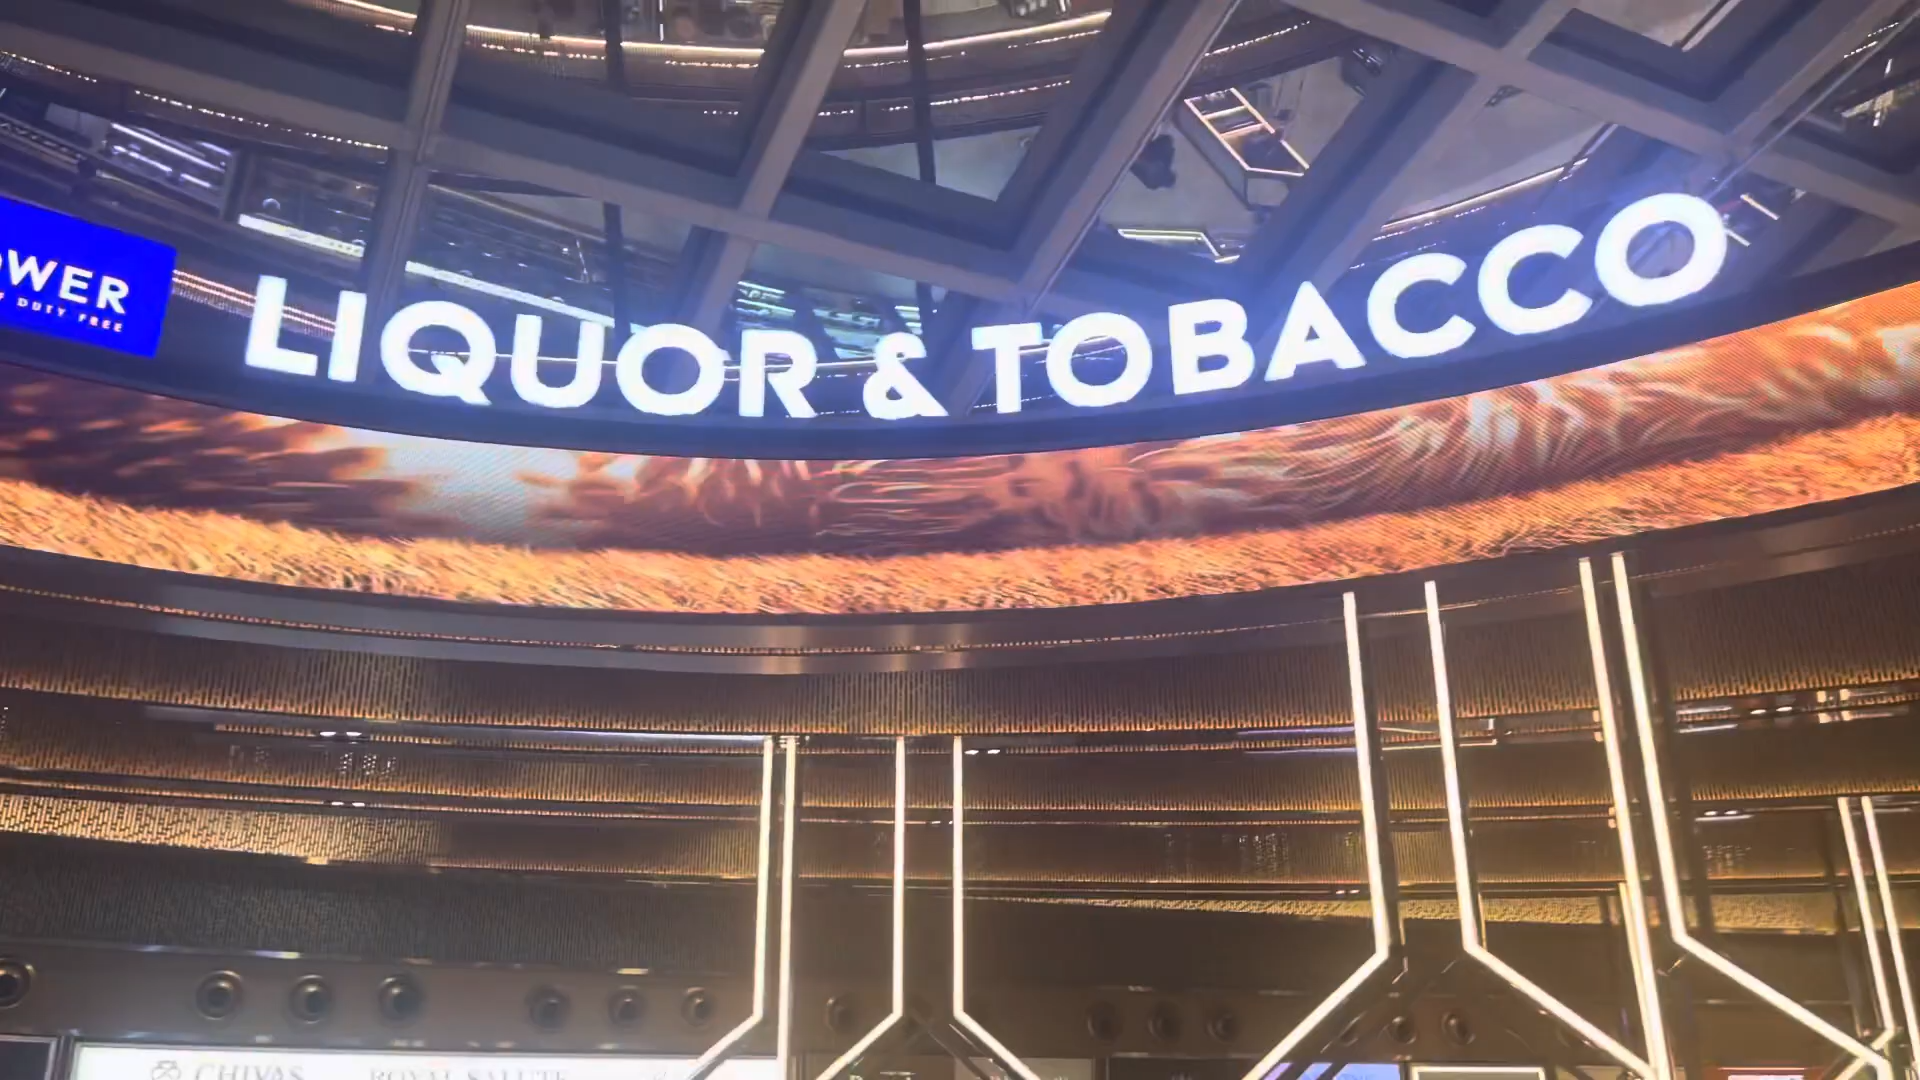 OWER
DUTY FREE
LIQUOR & TOBACCO
CHIVAS
ROYAL SALUTE